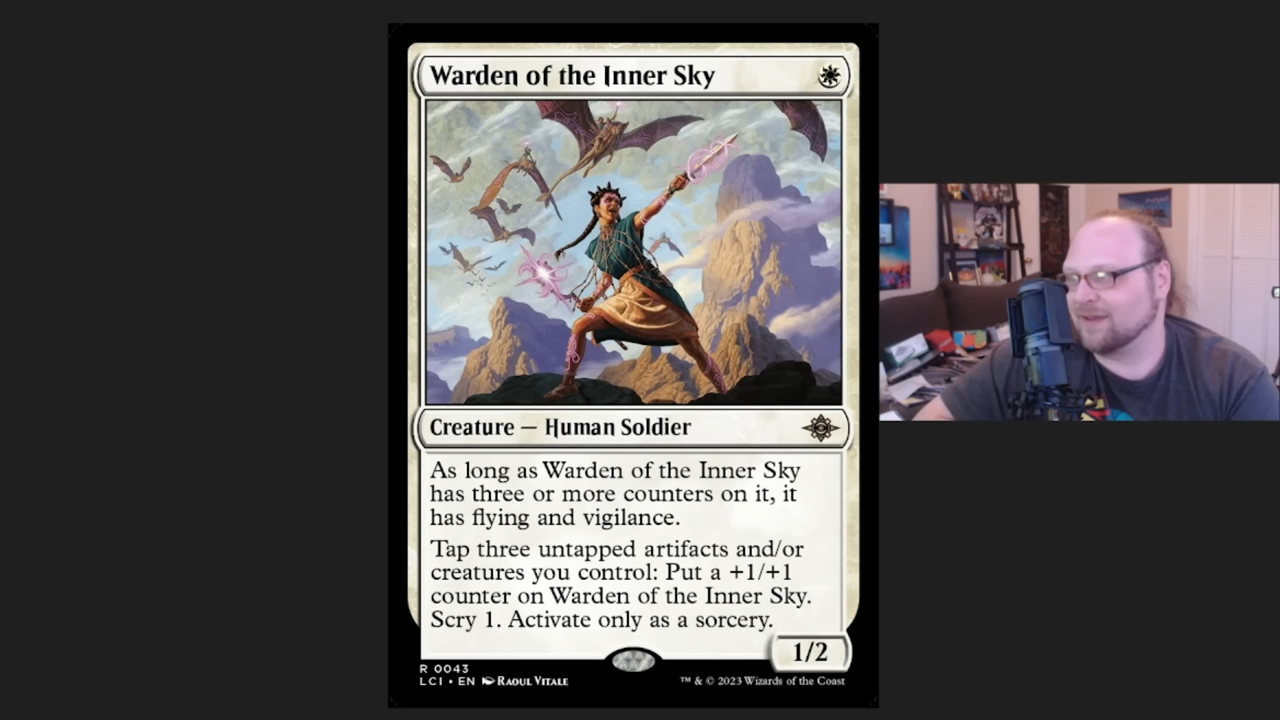 Warden of the Inner Sky
Creature — Human Soldier
As long as Warden of the Inner Sky
has three or more counters on it, it
has flying and vigilance.
Tap three untapped artifacts and/or
creatures you control: Put a +1/+1
counter on Warden of the Inner Sky.
Scry 1. Activate only as a sorcery.
1/2
R 0043
LCI • EN Raoul Vitale
™ & © 2023 Wizards of the Coast